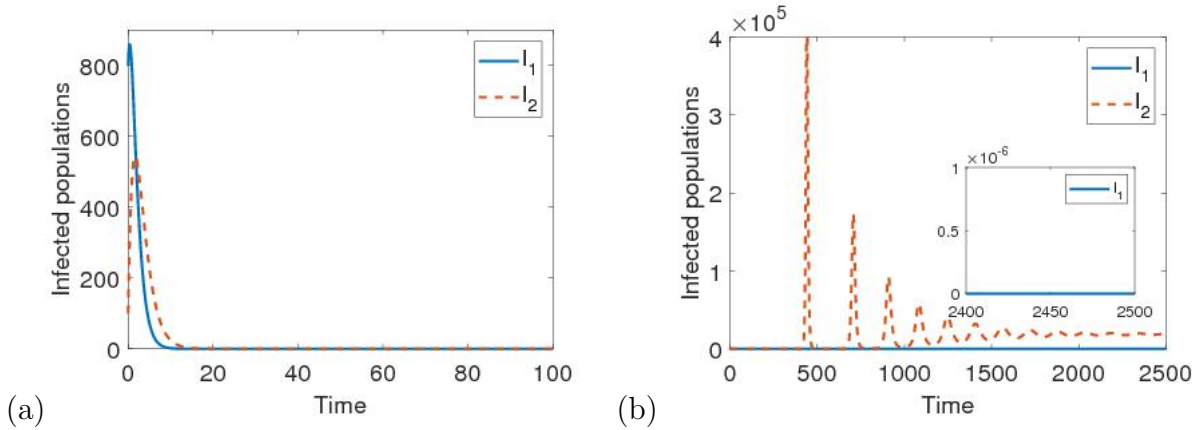 I₁
I₂
800
600
400
200
0
Infected populations
0 20 40 60 80 100
Time
(a)
×10⁵
I₁
I₂
4
3
2
1
0
Infected populations
×10⁻⁶
I₁
1
0.5
0
2400 2450 2500
0 500 1000 1500 2000 2500
Time
(b)